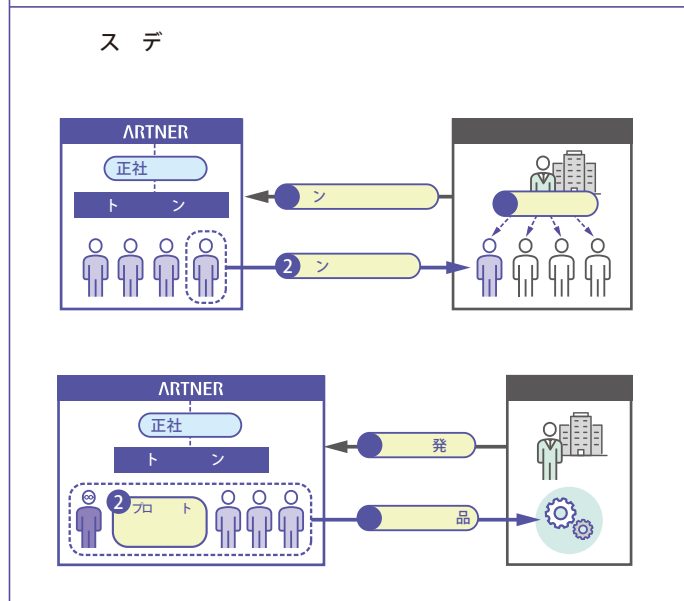 ス デ
ARTNER
正社
ト ン
ン
2 ン
ARTNER
正社
ト ン
発
2 プロ ト
品